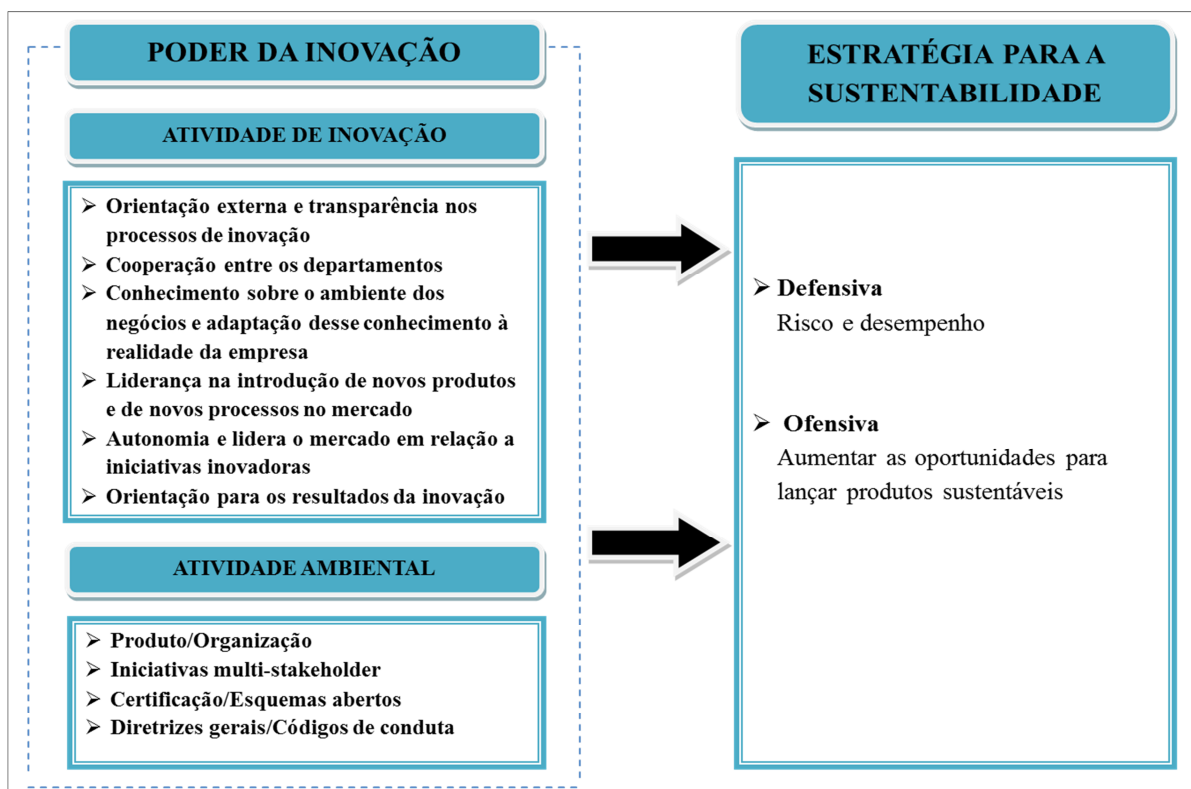 PODER DA INOVAÇÃO
ATIVIDADE DE INOVAÇÃO
➢ Orientação externa e transparência nos
processos de inovação
➢ Cooperação entre os departamentos
➢ Conhecimento sobre o ambiente dos
negócios e adaptação desse conhecimento à
realidade da empresa
➢ Liderança na introdução de novos produtos
e de novos processos no mercado
➢ Autonomia e lidera o mercado em relação a
iniciativas inovadoras
➢ Orientação para os resultados da inovação
ATIVIDADE AMBIENTAL
➢ Produto/Organização
➢ Iniciativas multi-stakeholder
➢ Certificação/Esquemas abertos
➢ Diretrizes gerais/Códigos de conduta
ESTRATÉGIA PARA A
SUSTENTABILIDADE
➢ Defensiva
Risco e desempenho
➢ Ofensiva
Aumentar as oportunidades para
lançar produtos sustentáveis